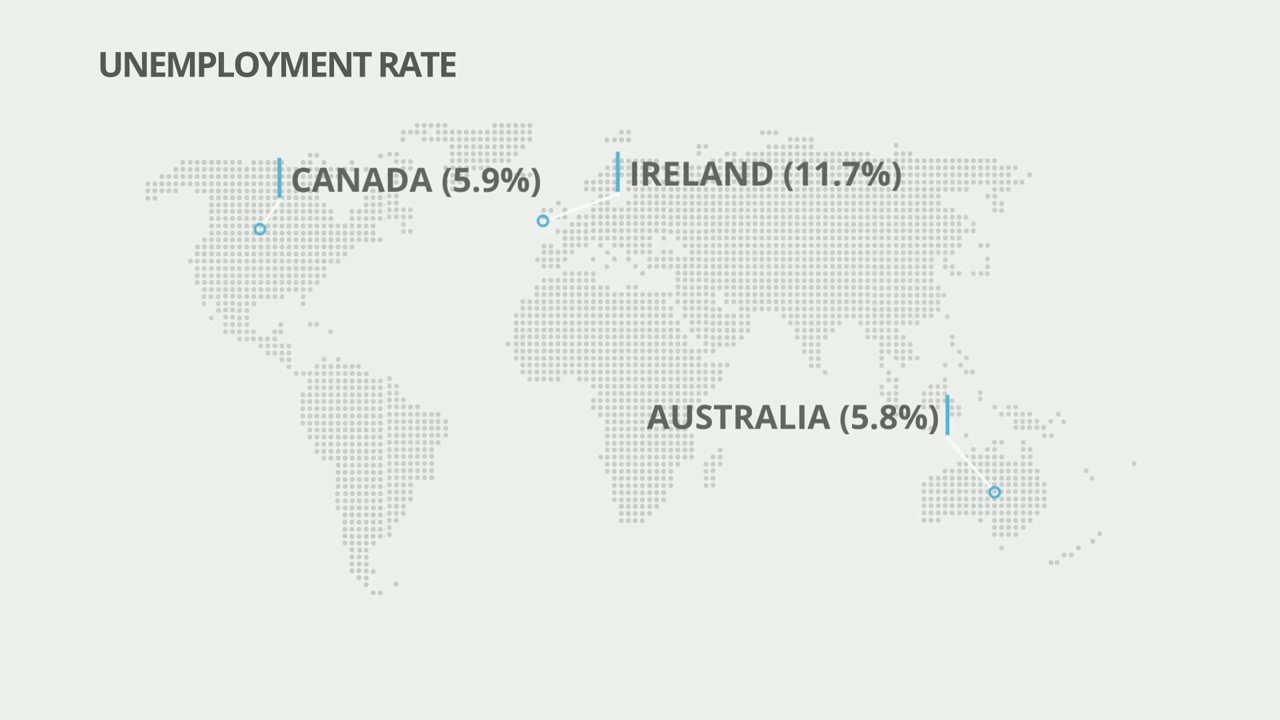 UNEMPLOYMENT RATE
CANADA (5.9%)
IRELAND (11.7%)
AUSTRALIA (5.8%)